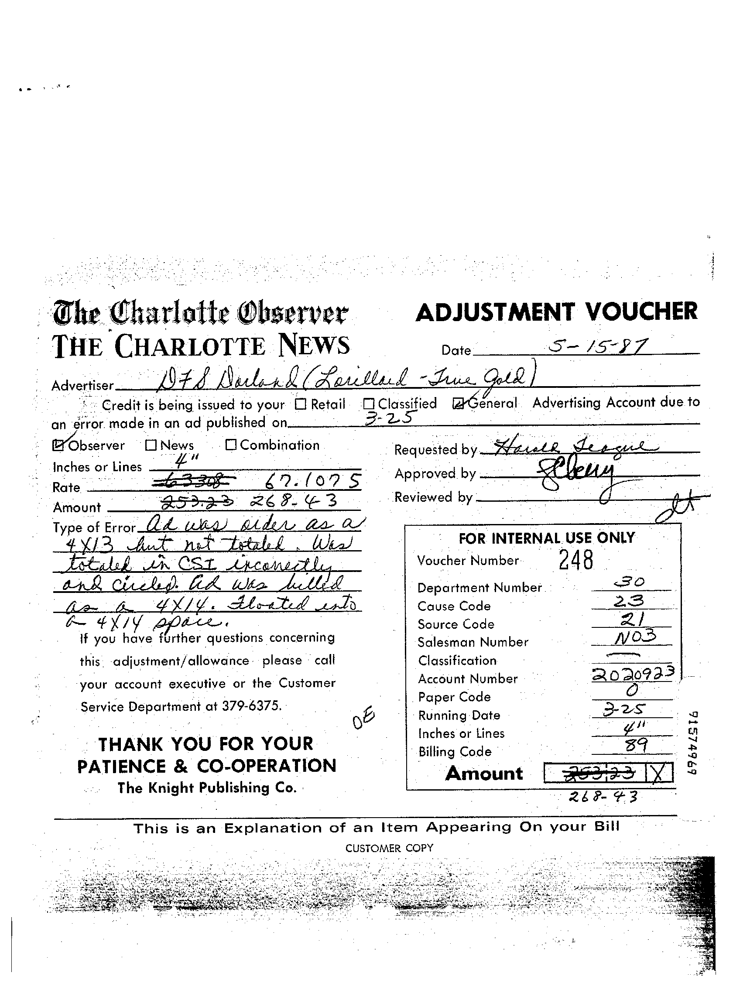 The Charlotte Observer
THE CHARLOTTE NEWS
ADJUSTMENT VOUCHER
Date 5-15-87
Advertiser DFS Dorland (Lorillard - True Gold)
Credit is being issued to your ☐ Retail ☐ Classified ☑ General Advertising Account due to
an error made in an ad published on 3-25
☑ Observer ☐ News ☐ Combination
Inches or Lines 4"
Rate 63308 67.1075
Amount 253.23 268-43
Type of Error Ad was order as a
4X13 but not totaled. Was
totaled in CSI inconectly
and circled. Ad was billed
as a 4X14. Floated into
a 4X14 space.
If you have further questions concerning
this adjustment/allowance please call
your account executive or the Customer
Service Department at 379-6375.
OE
THANK YOU FOR YOUR
PATIENCE & CO-OPERATION
The Knight Publishing Co.
Requested by Teague
Approved by
Reviewed by
FOR INTERNAL USE ONLY
Voucher Number 248
Department Number 30
Cause Code 23
Source Code 21
Salesman Number N03
Classification —
Account Number 2020923
Paper Code 0
Running Date 3-25
Inches or Lines 4"
Billing Code 89
Amount 253.23 X
268-43
91574969
This is an Explanation of an Item Appearing On your Bill
CUSTOMER COPY